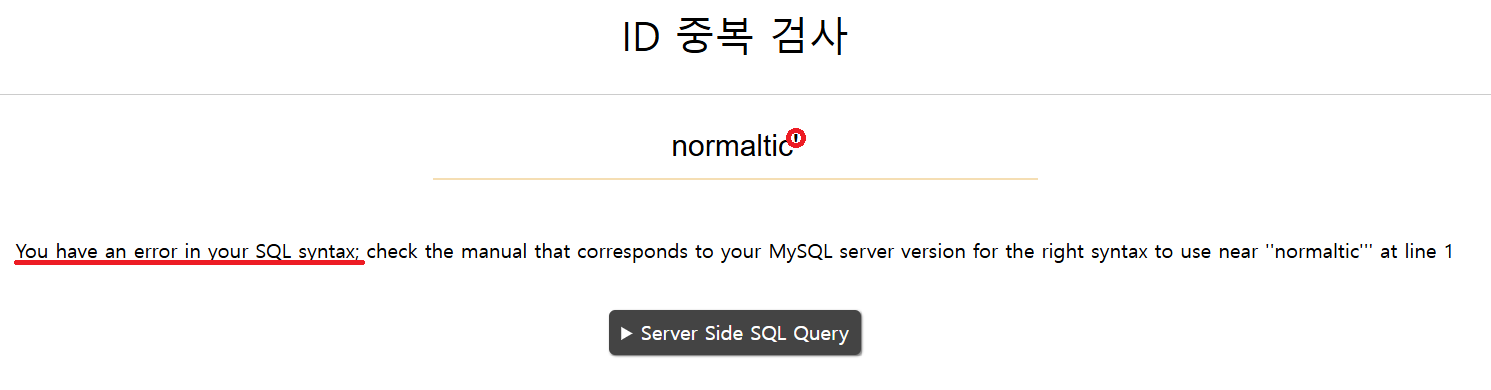 ID 중복 검사
normaltic'
You have an error in your SQL syntax; check the manual that corresponds to your MySQL server version for the right syntax to use near ''normaltic''' at line 1
▶ Server Side SQL Query